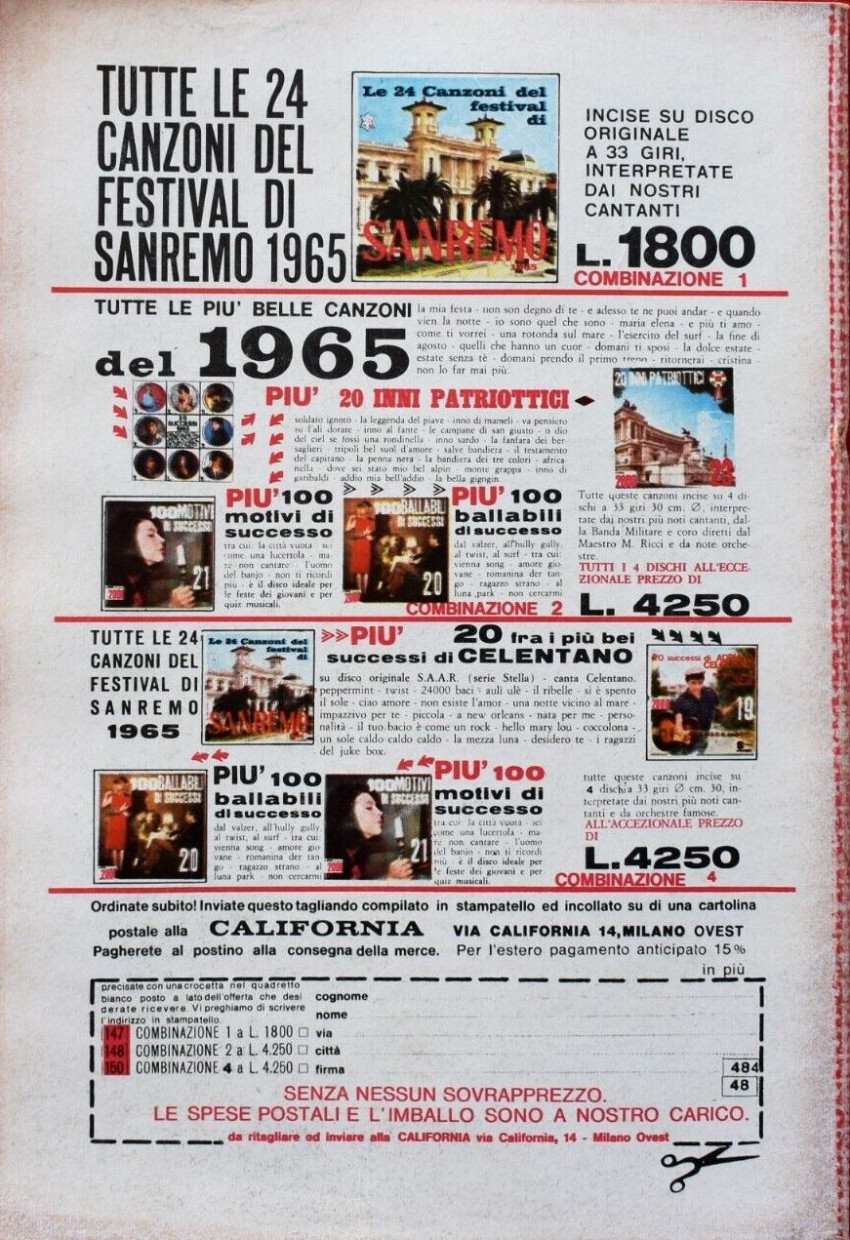 TUTTE LE 24
CANZONI DEL
FESTIVAL DI
SANREMO 1965
Le 24 Canzoni del
festival
di
SANREMO
1965
INCISE SU DISCO
ORIGINALE
A 33 GIRI,
INTERPRETATE
DAI NOSTRI
CANTANTI
L. 1800
COMBINAZIONE 1
TUTTE LE PIU' BELLE CANZONI
del 1965
la mia festa - non son degno di te - e adesso te ne puoi andar - e quando
vien la notte - io sono quel che sono - maria elena - e più ti amo -
come ti vorrei - una rotonda sul mare - l'esercito del surf - la fine di
agosto - quelli che hanno un cuore - domani ti sposi - la dolce estate -
estate senza tè - domani prendo il primo treno - ritornerai - cristina -
non lo far mai più.
PIU' 20 INNI PATRIOTTICI
soldato ignoto - la leggenda del piave - inno di mameli - va pensiero
su l'ali dorate - inno al fante - le campane di san giusto - o dio
del ciel se fossi una rondinella - inno sardo - la fanfara dei ber-
saglieri - tripoli bel suol d'amore - salve bandiera - il testamento
del capitano - la penna nera - la bandiera dei tre colori - africa-
nella - dove sei stato mio bel alpin - monte grappa - inno di
garibaldi - addio mia bell'addio - la bella gigogin.
20 INNI PATRIOTTICI
2000
23
PIU' 100
motivi di
successo
tra cui: la città vuota - sei
come una lucertola - ma-
re non cantare - l'uomo
del banjo - non ti ricordi
più - è il disco ideale per
le feste dei giovani e per
quiz musicali.
100 MOTIVI
DI SUCCESSO
21
2000
PIU' 100
ballabili
di successo
dal valzer, all'hully gully,
al twist, al surf - tra cui:
vienna song - amore gio-
vane - romanina der tan-
go - ragazzo strano - al
luna park - non cercarmi
100 BALLABILI
DI SUCCESSI
20
2000
Tutte queste canzoni incise su 4 di-
schi a 33 giri 30 cm. Ø, interpre-
tate dai nostri più noti cantanti, dal-
la Banda Militare e coro diretti dal
Maestro M. Ricci e da note orche-
stre.
TUTTI I 4 DISCHI ALL'ECCE-
ZIONALE PREZZO DI
COMBINAZIONE 2
L. 4250
TUTTE LE 24
CANZONI DEL
FESTIVAL DI
SANREMO
1965
Le 24 Canzoni del
festival
di
SANREMO
PIU' 20 fra i più bei
successi di CELENTANO
su disco originale S.A.A.R. (serie Stella) - canta Celentano.
peppermint - twist - 24000 baci - auli ulè - il ribelle - si è spento
il sole - ciao amore - non esiste l'amor - una notte vicino al mare -
impazzivo per te - piccola - a new orleans - nata per me - perso-
nalità - il tuo bacio è come un rock - hello mary lou - coccolona -
un sole caldo caldo caldo - la mezza luna - desidero te - i ragazzi
del juke box.
20 successi di ADRIANO
19
PIU' 100
ballabili
di successo
dal valzer, all'hully gully,
al twist, al surf - tra cui:
vienna song - amore gio
vane - romanina der tan
go - ragazzo strano - al
luna park - non cercarmi
100 BALLABILI
DI SUCCESSI
20
2000
PIU' 100
motivi di
successo
tra cui: la città vuota - sei
come una lucertola - ma-
re non cantare - l'uomo
del banjo - non ti ricordi
più - è il disco ideale per
le feste dei giovani e per
quiz musicali.
100 MOTIVI
DI SUCCESSI
21
2000
tutte queste canzoni incise su
4 dischia 33 giri Ø cm. 30, in-
terpretate dai nostri più noti can-
tanti e da orchestre famose.
ALL'ACCEZIONALE PREZZO
DI
L. 4250
COMBINAZIONE 4
Ordinate subito! Inviate questo tagliando compilato in stampatello ed incollato su di una cartolina
postale alla CALIFORNIA VIA CALIFORNIA 14, MILANO OVEST
Pagherete al postino alla consegna della merce. Per l'estero pagamento anticipato 15%
in più
precisate con una crocetta nel quadretto
bianco posto a lato dell'offerta che desi
derate ricevere. Vi preghiamo di scrivere
l'indirizzo in stampatello.
cognome
nome
147 COMBINAZIONE 1 a L. 1800 □ via
148 COMBINAZIONE 2 a L. 4.250 □ città
150 COMBINAZIONE 4 a L. 4.250 □ firma
484
48
SENZA NESSUN SOVRAPPREZZO.
LE SPESE POSTALI E L'IMBALLO SONO A NOSTRO CARICO.
da ritagliare ed inviare alla CALIFORNIA via California, 14 - Milano Ovest